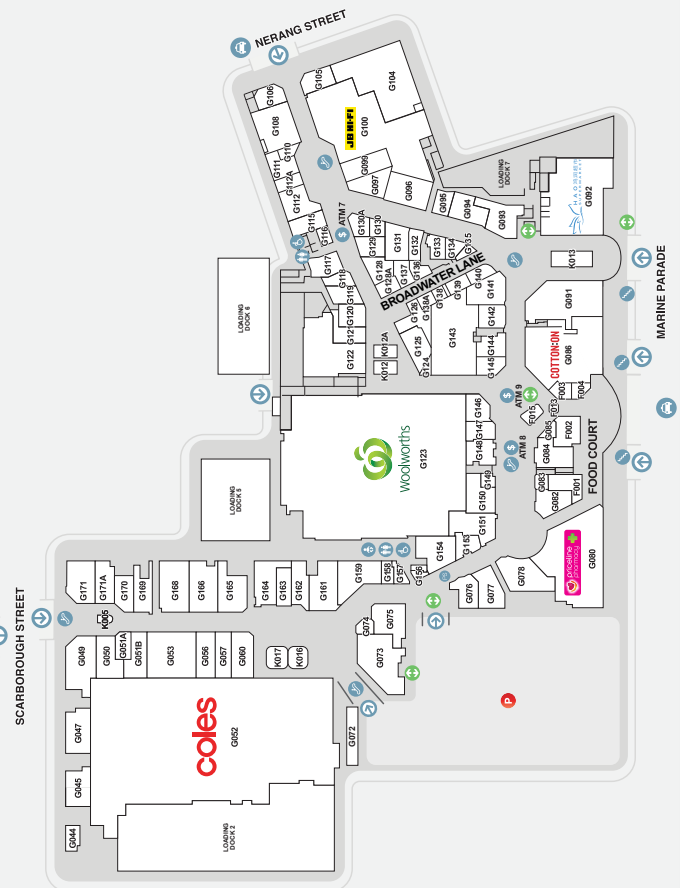 NERANG STREET
G106
G105
G104
G108
JB HI-FI
G100
G110
G111
G099
G112A
G097
G096
G112
ATM 7
G115
G116
G130A
G130
G129
G131
G132
G133
G134
G135
G095
G094
G093
LOADING
DOCK 7
H.A.O
G092
K013
MARINE PARADE
G117
G118
G119
G120
G121
G122
G128
G128A
G137
G136
BROADWATER LANE
G126
G138A
G138
G139
G140
G141
G142
G143
G144
G145
G125
G124
K012A
K012
LOADING
DOCK 6
G091
COTTON:ON
G086
F003
F004
F013
F015
ATM 9
G085
F002
G084
ATM 8
FOOD COURT
G083
G082
F001
Woolworths
G123
G146
G147
G148
G149
G150
G151
G153
G154
LOADING
DOCK 5
priceline
pharmacy
G080
G078
G077
G076
G156
G157
G158
G159
G161
G162
G163
G164
G165
G166
G168
G169
G170
G171A
G171
K005
SCARBOROUGH STREET
G049
G050
G051A
G051B
G053
G056
G057
G060
K017
K016
G074
G075
G073
G072
P
G047
coles
G052
G045
G044
LOADING
DOCK 2